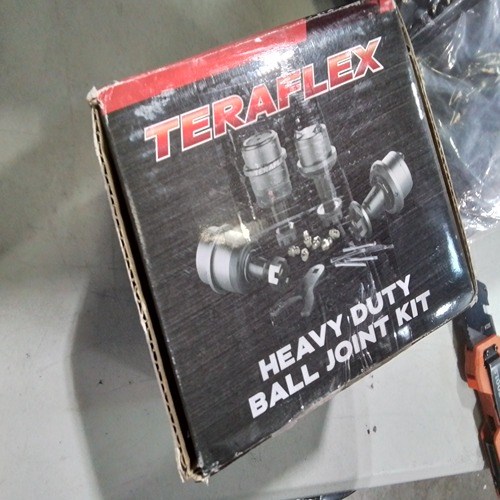 TERAFLEX
HEAVY DUTY
BALL JOINT KIT